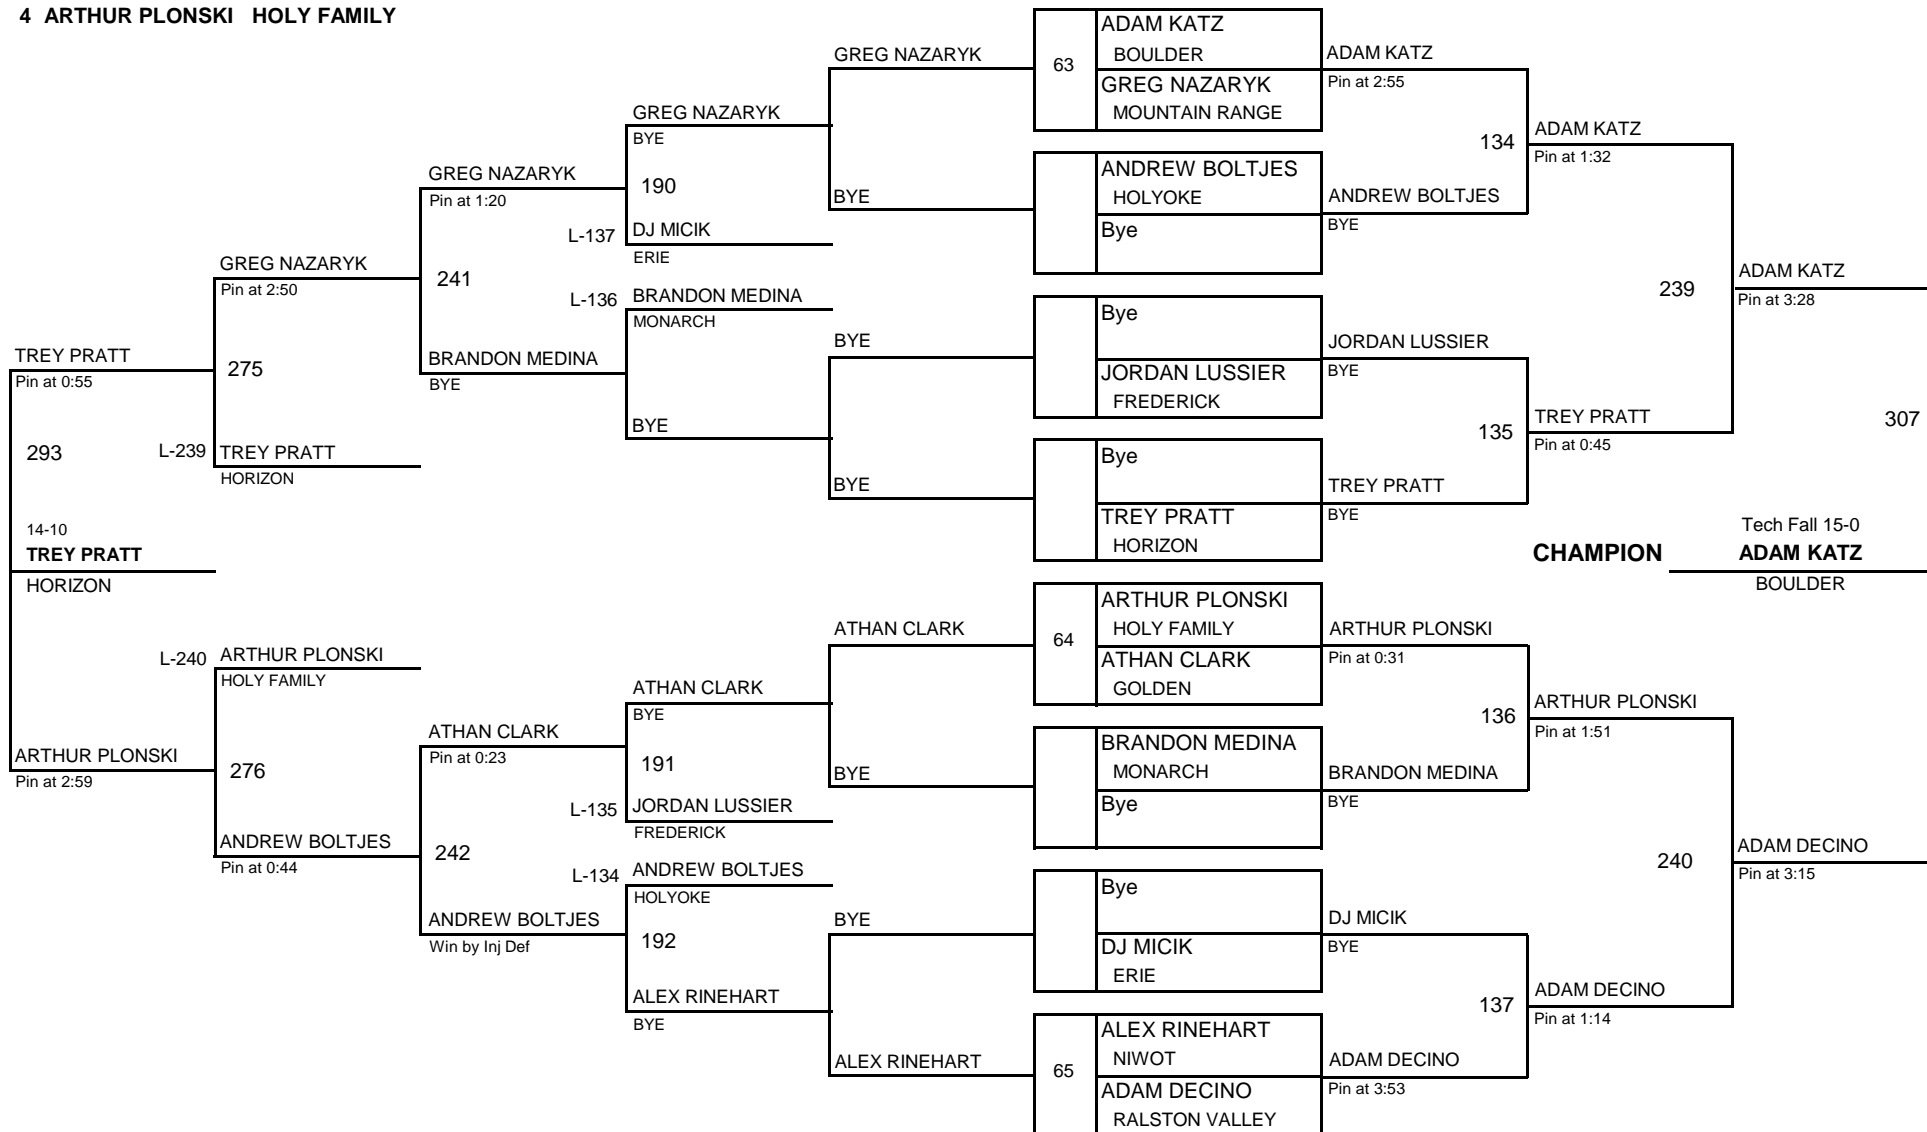 4 ARTHUR PLONSKI HOLY FAMILY
ADAM KATZ
BOULDER
63
GREG NAZARYK
MOUNTAIN RANGE
ANDREW BOLTJES
HOLYOKE
Bye
Bye
JORDAN LUSSIER
FREDERICK
Bye
TREY PRATT
HORIZON
ARTHUR PLONSKI
HOLY FAMILY
64
ATHAN CLARK
GOLDEN
BRANDON MEDINA
MONARCH
Bye
Bye
DJ MICIK
ERIE
ALEX RINEHART
NIWOT
65
ADAM DECINO
RALSTON VALLEY
ADAM KATZ
Pin at 2:55
134
ANDREW BOLTJES
BYE
JORDAN LUSSIER
BYE
135
TREY PRATT
BYE
ARTHUR PLONSKI
Pin at 0:31
136
BRANDON MEDINA
BYE
DJ MICIK
BYE
137
ADAM DECINO
Pin at 3:53
ADAM KATZ
Pin at 1:32
239
TREY PRATT
Pin at 0:45
ARTHUR PLONSKI
Pin at 1:51
240
ADAM DECINO
Pin at 1:14
ADAM KATZ
Pin at 3:28
307
Tech Fall 15-0
CHAMPION ADAM KATZ
BOULDER
ADAM DECINO
Pin at 3:15
GREG NAZARYK
BYE
BYE
BYE
ATHAN CLARK
BYE
BYE
ALEX RINEHART
GREG NAZARYK
BYE
190
L-137 DJ MICIK
ERIE
L-136 BRANDON MEDINA
MONARCH
BYE
ATHAN CLARK
BYE
191
L-135 JORDAN LUSSIER
FREDERICK
L-134 ANDREW BOLTJES
HOLYOKE
192
ALEX RINEHART
BYE
GREG NAZARYK
Pin at 1:20
241
BRANDON MEDINA
BYE
ATHAN CLARK
Pin at 0:23
242
ANDREW BOLTJES
Win by Inj Def
GREG NAZARYK
Pin at 2:50
275
L-239 TREY PRATT
HORIZON
L-240 ARTHUR PLONSKI
HOLY FAMILY
276
ANDREW BOLTJES
Pin at 0:44
TREY PRATT
Pin at 0:55
293
14-10
TREY PRATT
HORIZON
ARTHUR PLONSKI
Pin at 2:59